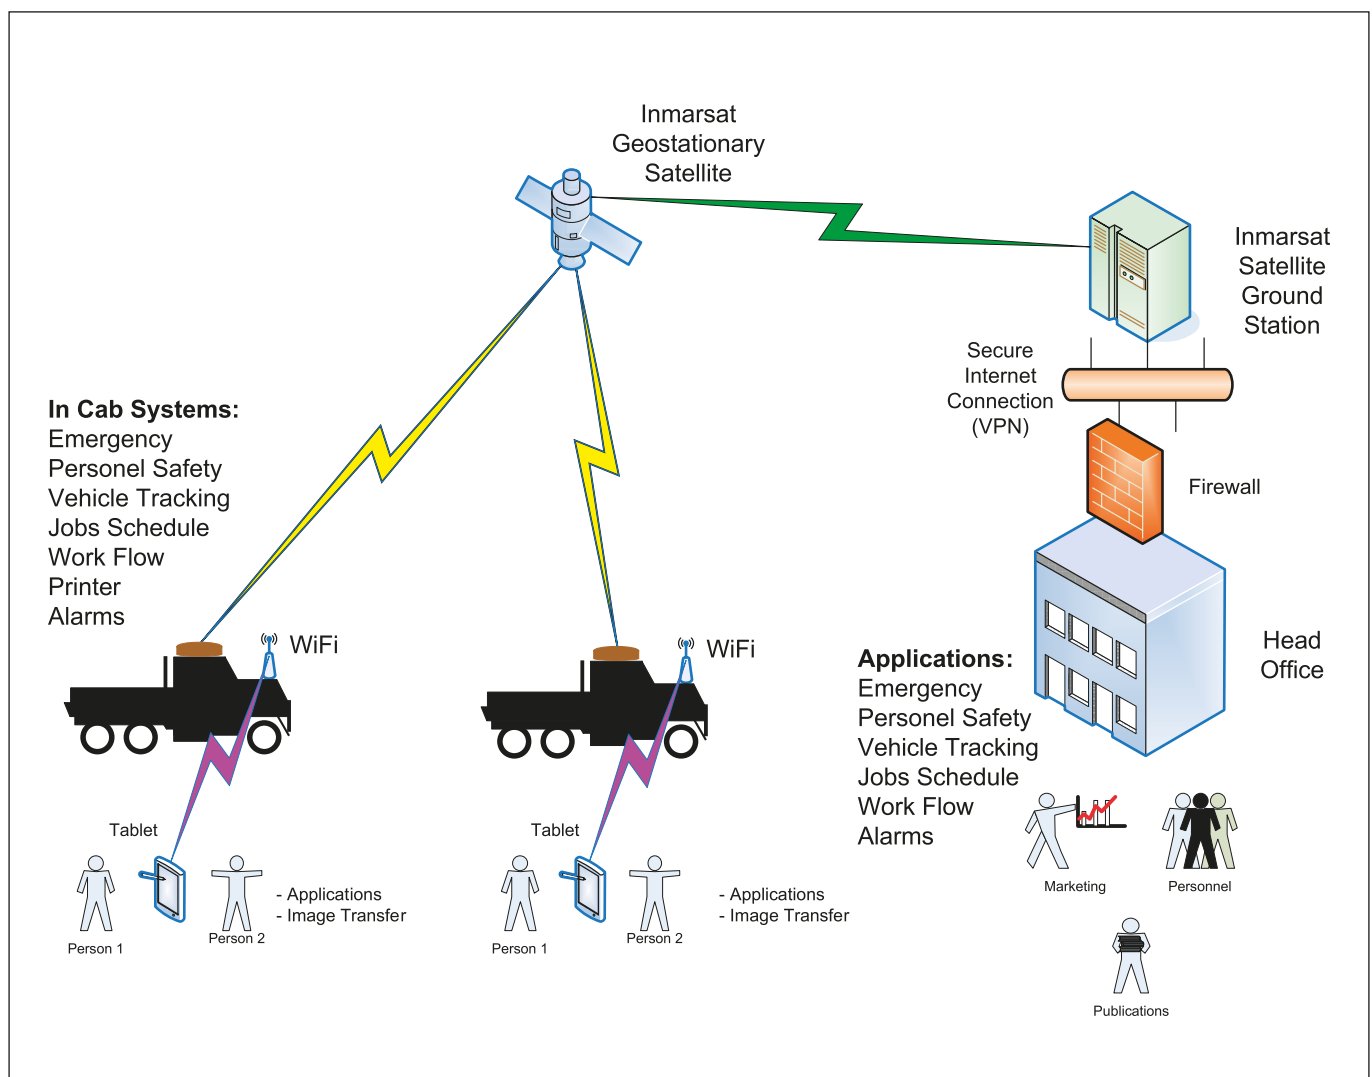 Inmarsat
Geostationary
Satellite
Inmarsat
Satellite
Ground
Station
Secure
Internet
Connection
(VPN)
Firewall
Head
Office
In Cab Systems:
Emergency
Personel Safety
Vehicle Tracking
Jobs Schedule
Work Flow
Printer
Alarms
WiFi
WiFi
Applications:
Emergency
Personel Safety
Vehicle Tracking
Jobs Schedule
Work Flow
Alarms
Tablet
Person 1
Person 2
- Applications
- Image Transfer
Tablet
Person 1
Person 2
- Applications
- Image Transfer
Marketing
Personnel
Publications